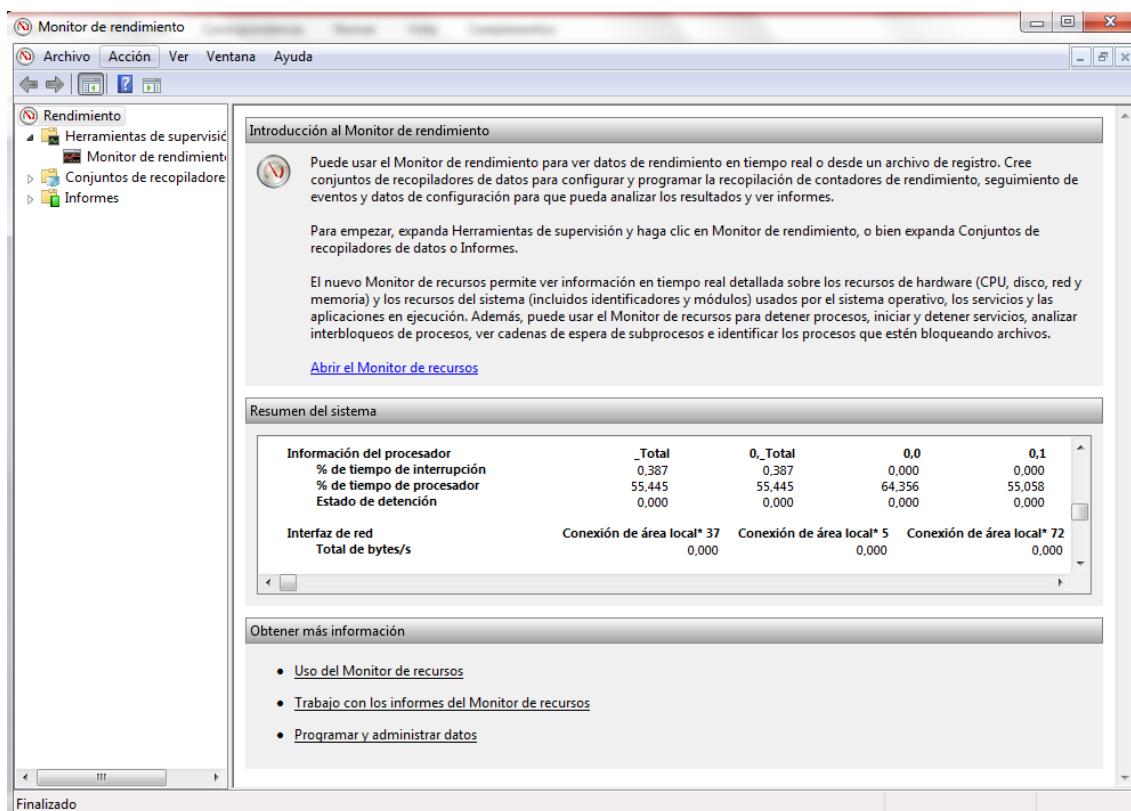 Monitor de rendimiento
Archivo Acción Ver Ventana Ayuda
Rendimiento
Herramientas de supervisió
Monitor de rendimient
Conjuntos de recopiladore
Informes
Introducción al Monitor de rendimiento
Puede usar el Monitor de rendimiento para ver datos de rendimiento en tiempo real o desde un archivo de registro. Cree
conjuntos de recopiladores de datos para configurar y programar la recopilación de contadores de rendimiento, seguimiento de
eventos y datos de configuración para que pueda analizar los resultados y ver informes.
Para empezar, expanda Herramientas de supervisión y haga clic en Monitor de rendimiento, o bien expanda Conjuntos de
recopiladores de datos o Informes.
El nuevo Monitor de recursos permite ver información en tiempo real detallada sobre los recursos de hardware (CPU, disco, red y
memoria) y los recursos del sistema (incluidos identificadores y módulos) usados por el sistema operativo, los servicios y las
aplicaciones en ejecución. Además, puede usar el Monitor de recursos para detener procesos, iniciar y detener servicios, analizar
interbloqueos de procesos, ver cadenas de espera de subprocesos e identificar los procesos que estén bloqueando archivos.
Abrir el Monitor de recursos
Resumen del sistema
Información del procesador _Total 0,_Total 0,0 0,1
% de tiempo de interrupción 0,387 0,387 0,000 0,000
% de tiempo de procesador 55,445 55,445 64,356 55,058
Estado de detención 0,000 0,000 0,000 0,000
Interfaz de red Conexión de área local* 37 Conexión de área local* 5 Conexión de área local* 72
Total de bytes/s 0,000 0,000 0,000
Obtener más información
• Uso del Monitor de recursos
• Trabajo con los informes del Monitor de recursos
• Programar y administrar datos
Finalizado